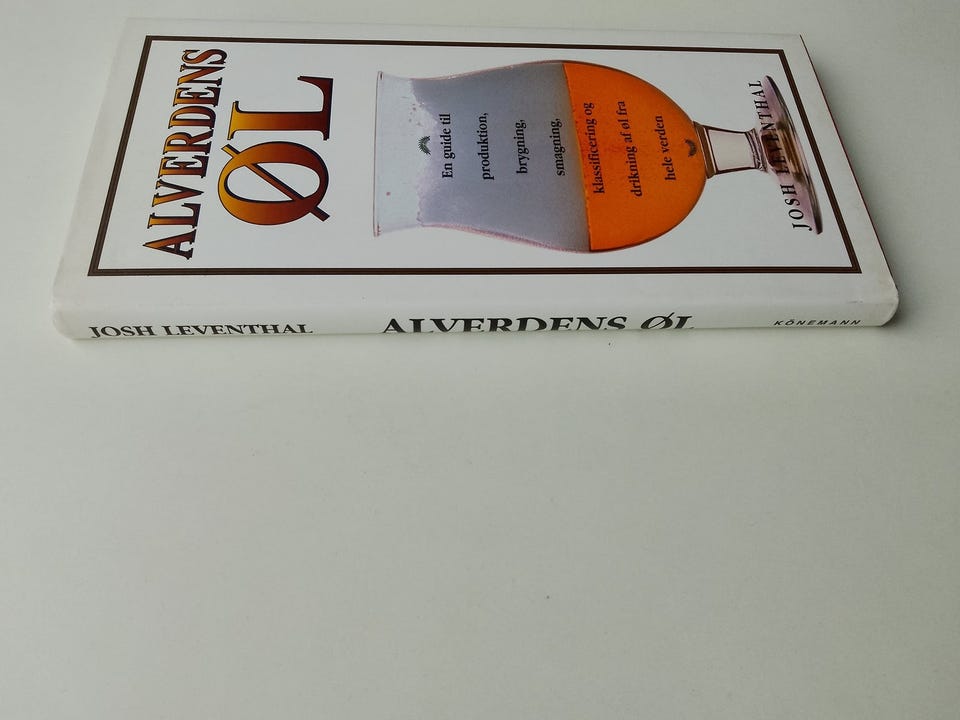 ALVERDENS
ØL
En guide til
produktion,
brygning,
smagning,
klassificering og
drikning af øl fra
hele verden
JOSH LEVENTHAL
JOSH LEVENTHAL
ALVERDENS ØL
KÖNEMANN